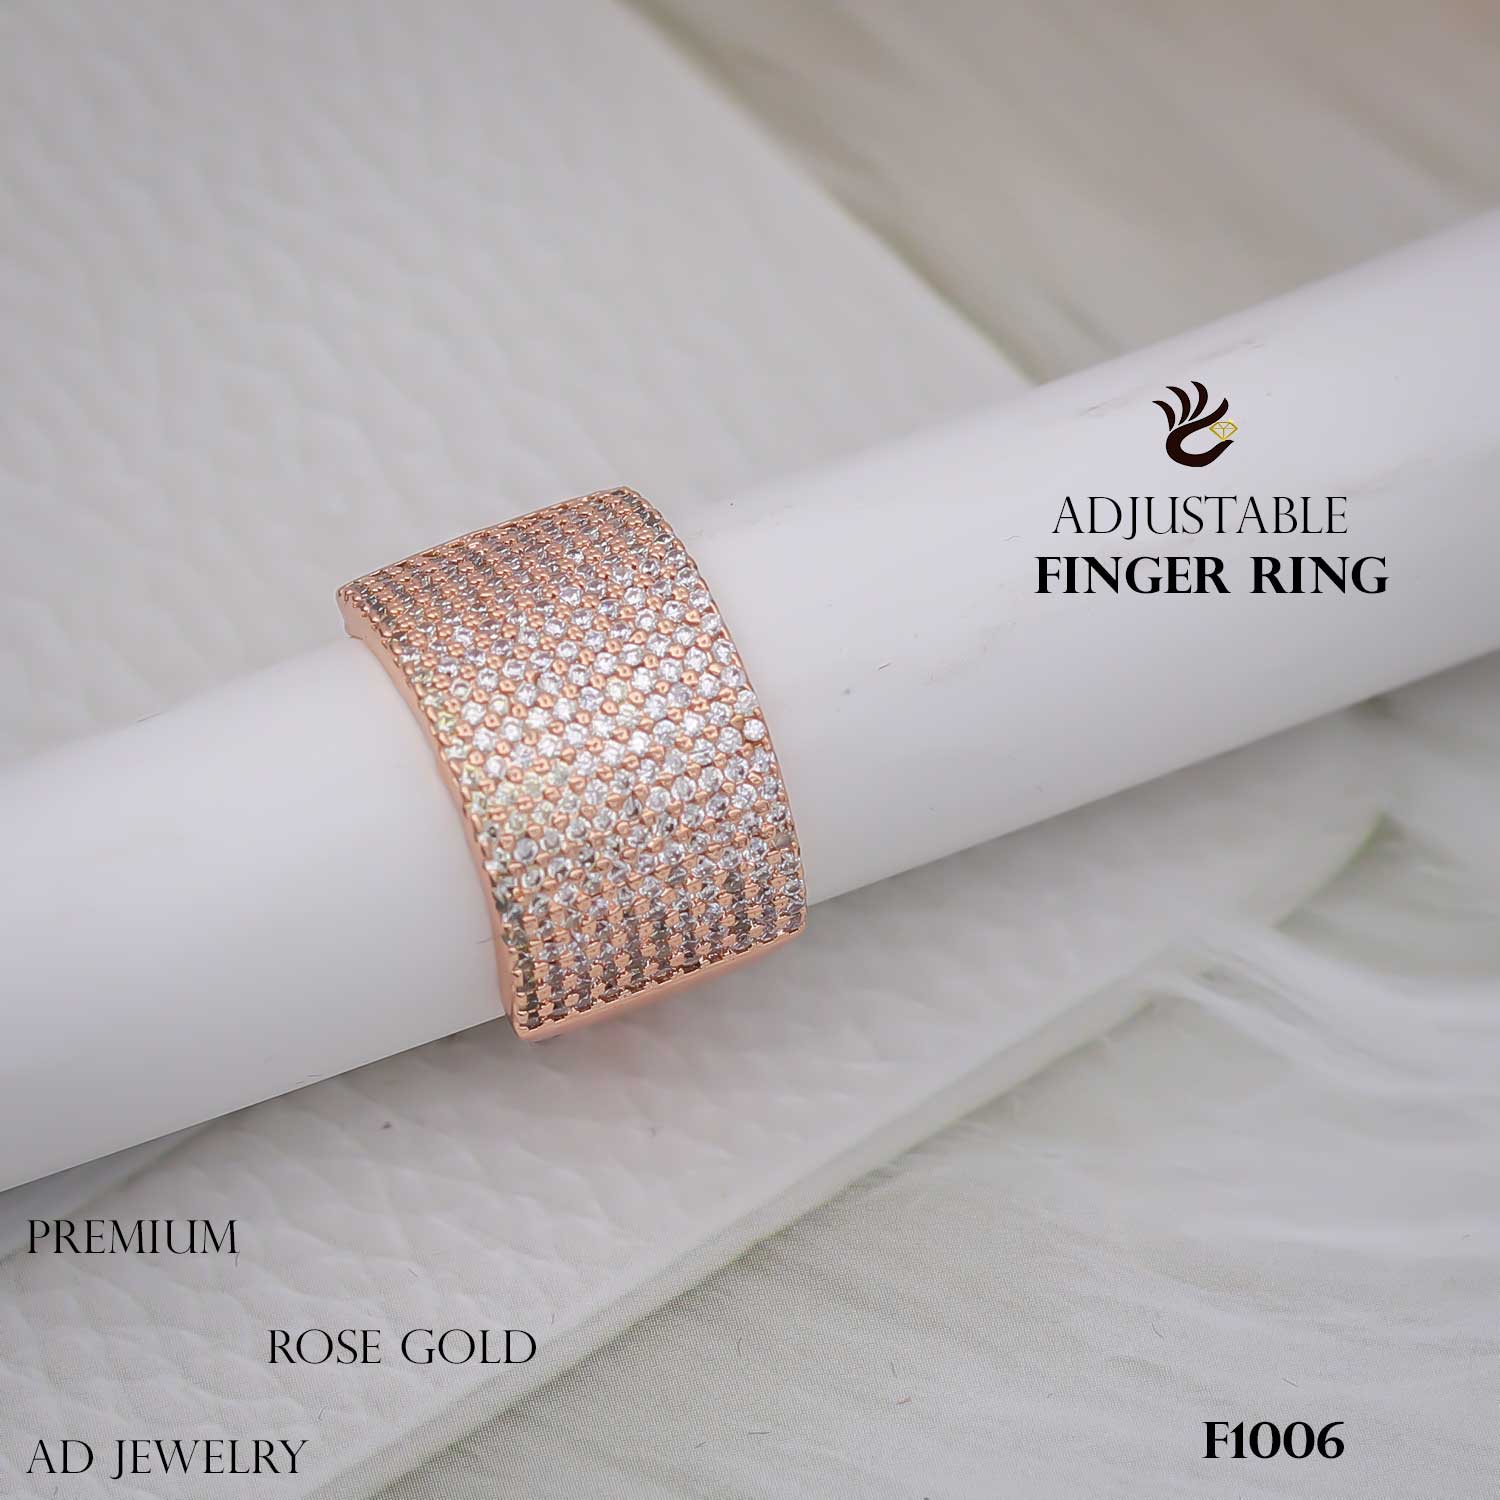 ADJUSTABLE
FINGER RING
PREMIUM
ROSE GOLD
AD JEWELRY
F1006